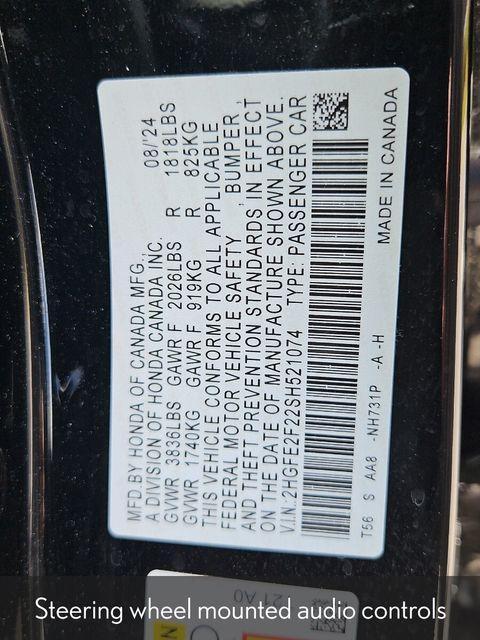 MFD.BY HONDA OF CANADA MFG., 08/'24
A DIVISION OF HONDA CANADA INC.
GVWR 3836LBS GAWR F 2026LBS R 1818LBS
GVWR 1740KG GAWR F 919KG R 825KG
THIS VEHICLE CONFORMS TO ALL APPLICABLE
FEDERAL MOTOR VEHICLE SAFETY , BUMPER ,
AND THEFT PREVENTION STANDARDS IN EFFECT
ON THE DATE OF MANUFACTURE SHOWN ABOVE.
V.I.N.:2HGFE2F22SH521074 TYPE: PASSENGER CAR
T56 S AA8 -NH731P -A -H MADE IN CANADA
Steering wheel mounted audio controls